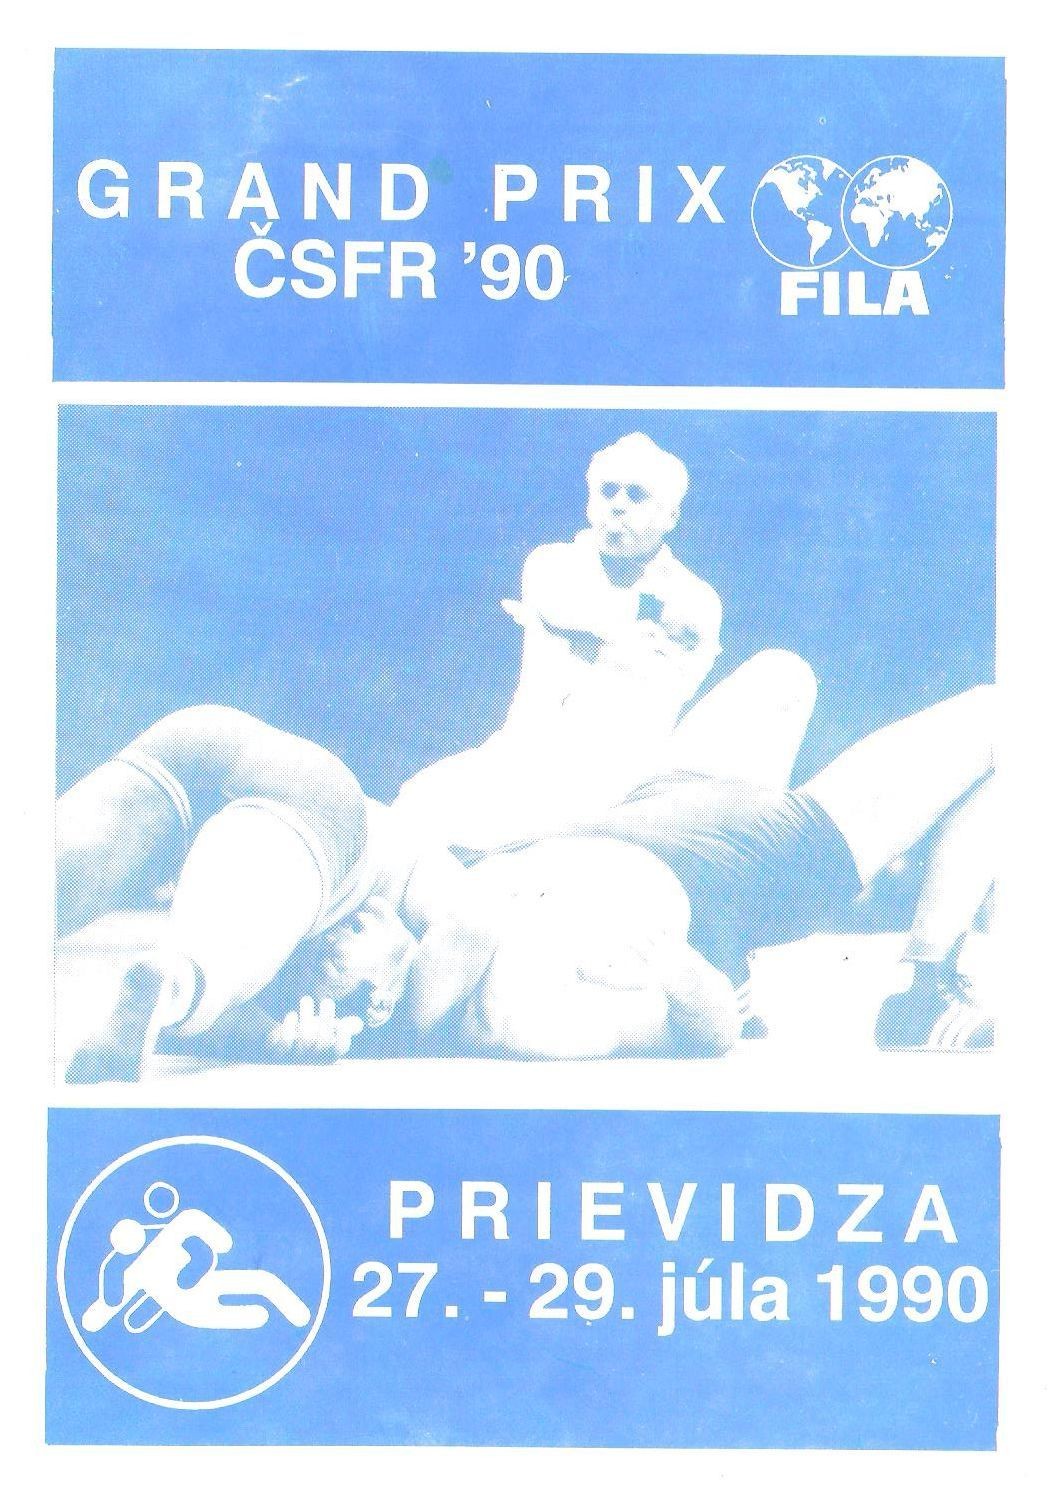 GRAND PRIX
ČSFR '90
FILA
PRIEVIDZA
27. - 29. júla 1990